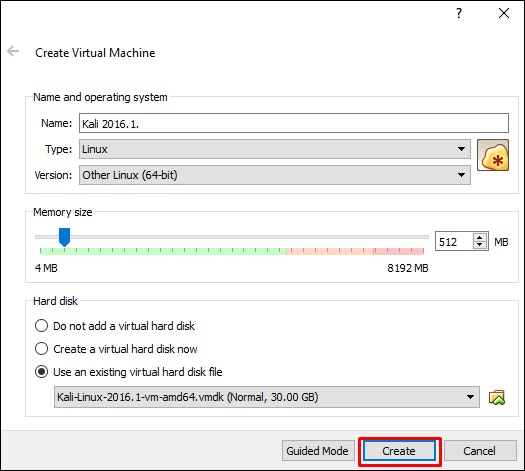 ?
Create Virtual Machine
Name and operating system
Name: Kali 2016.1.
Type: Linux
Version: Other Linux (64-bit)
Memory size
512 MB
4 MB 8192 MB
Hard disk
Do not add a virtual hard disk
Create a virtual hard disk now
Use an existing virtual hard disk file
Kali-Linux-2016.1-vm-amd64.vmdk (Normal, 30.00 GB)
Guided Mode Create Cancel